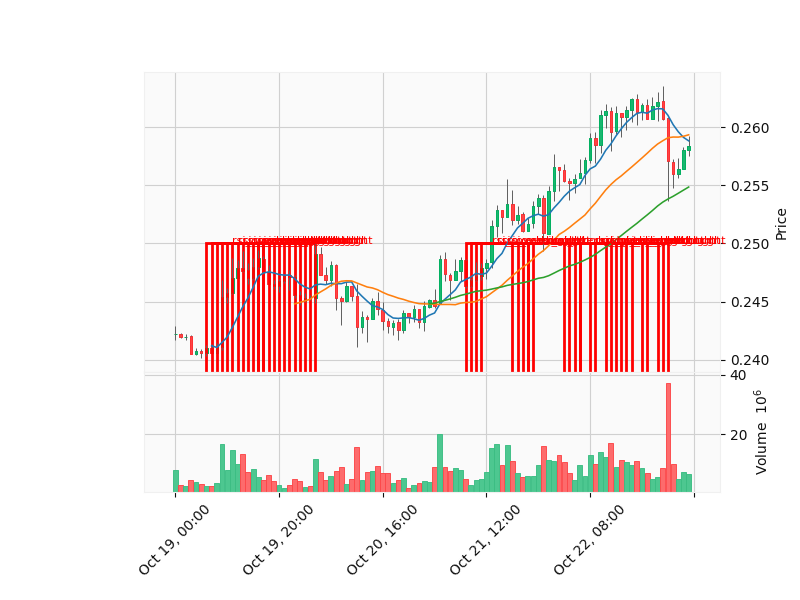 0.260
0.255
0.250
0.245
0.240
Price
40
20
Volume 10⁶
Oct 19, 00:00
Oct 19, 20:00
Oct 20, 16:00
Oct 21, 12:00
Oct 22, 08:00